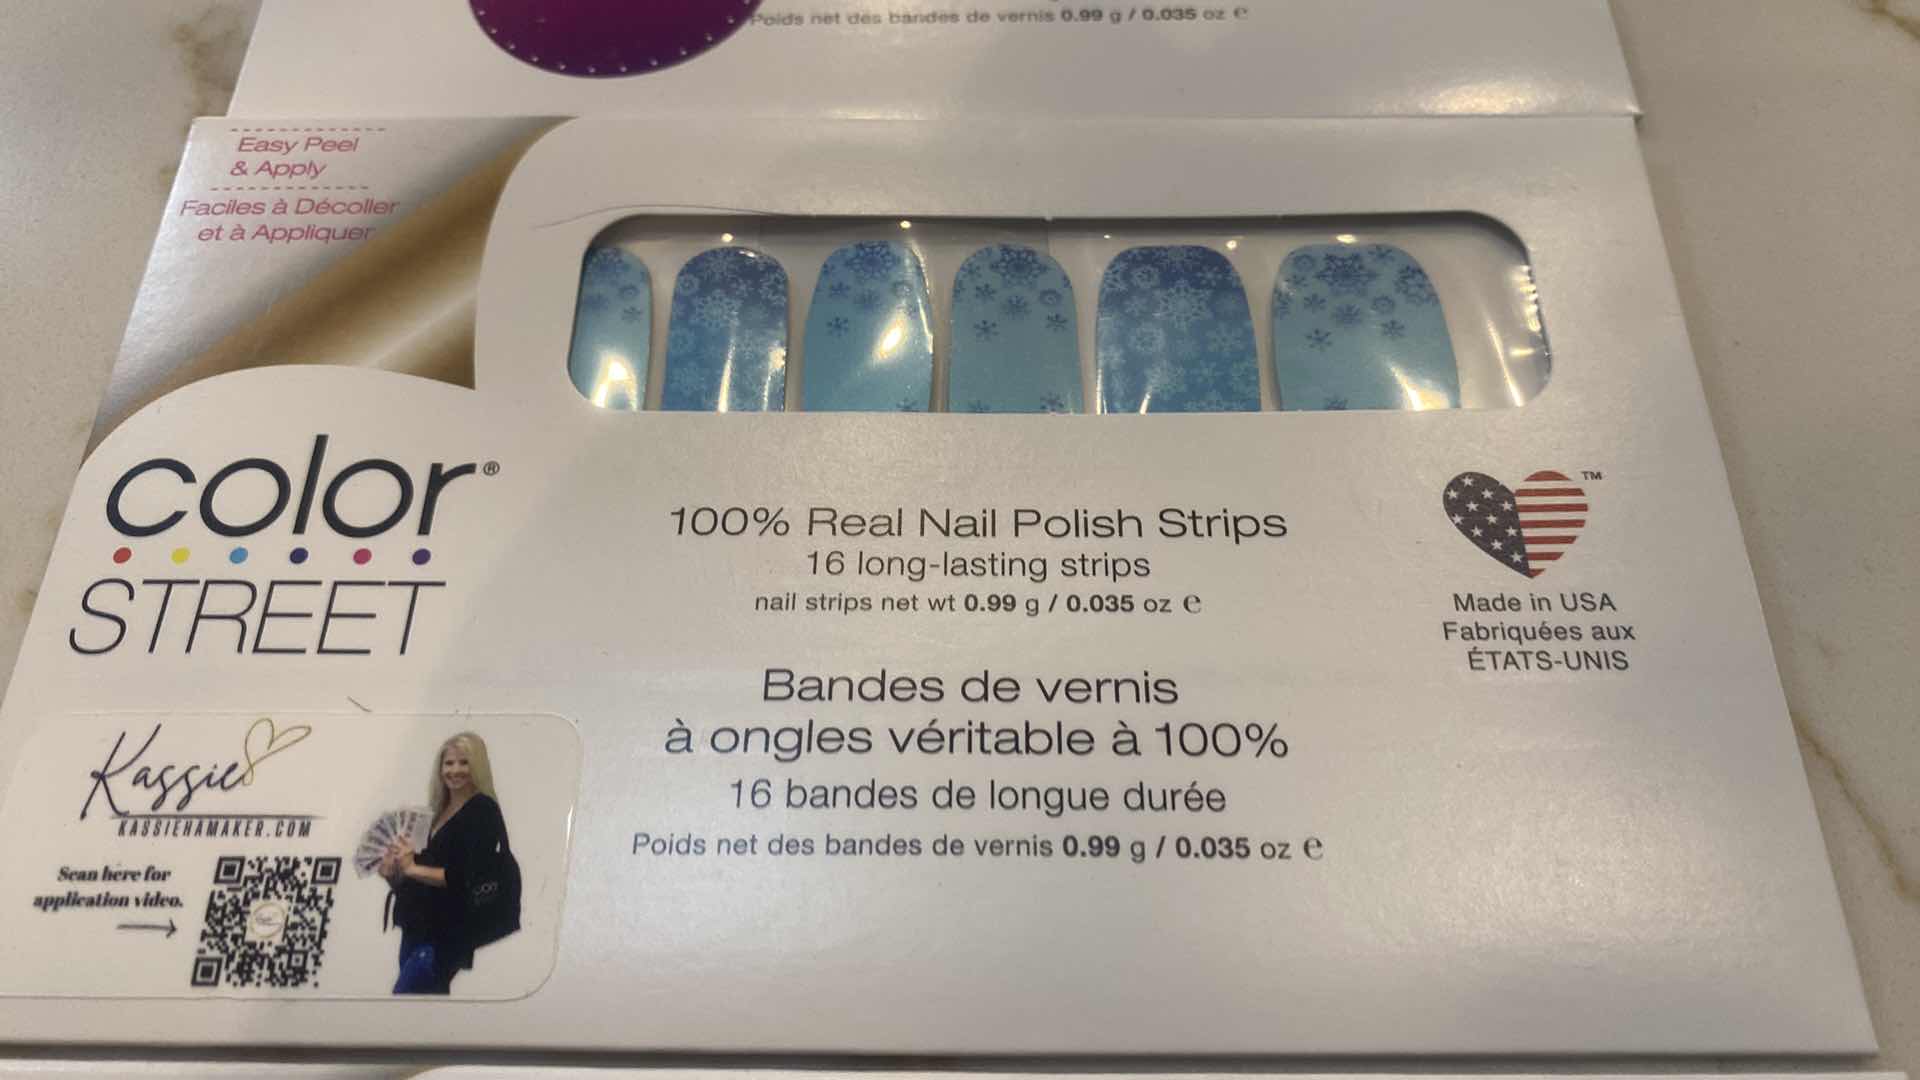 Poids net des bandes de vernis 0.99 g / 0.035 oz ℮
Easy Peel
& Apply
Faciles à Décoller
et à Appliquer
color®
STREET
100% Real Nail Polish Strips
16 long-lasting strips
nail strips net wt 0.99 g / 0.035 oz ℮
Bandes de vernis
à ongles véritable à 100%
16 bandes de longue durée
Poids net des bandes de vernis 0.99 g / 0.035 oz ℮
TM
Made in USA
Fabriquées aux
ÉTATS-UNIS
Kassie
KASSIEHAMAKER.COM
Scan here for
application video.